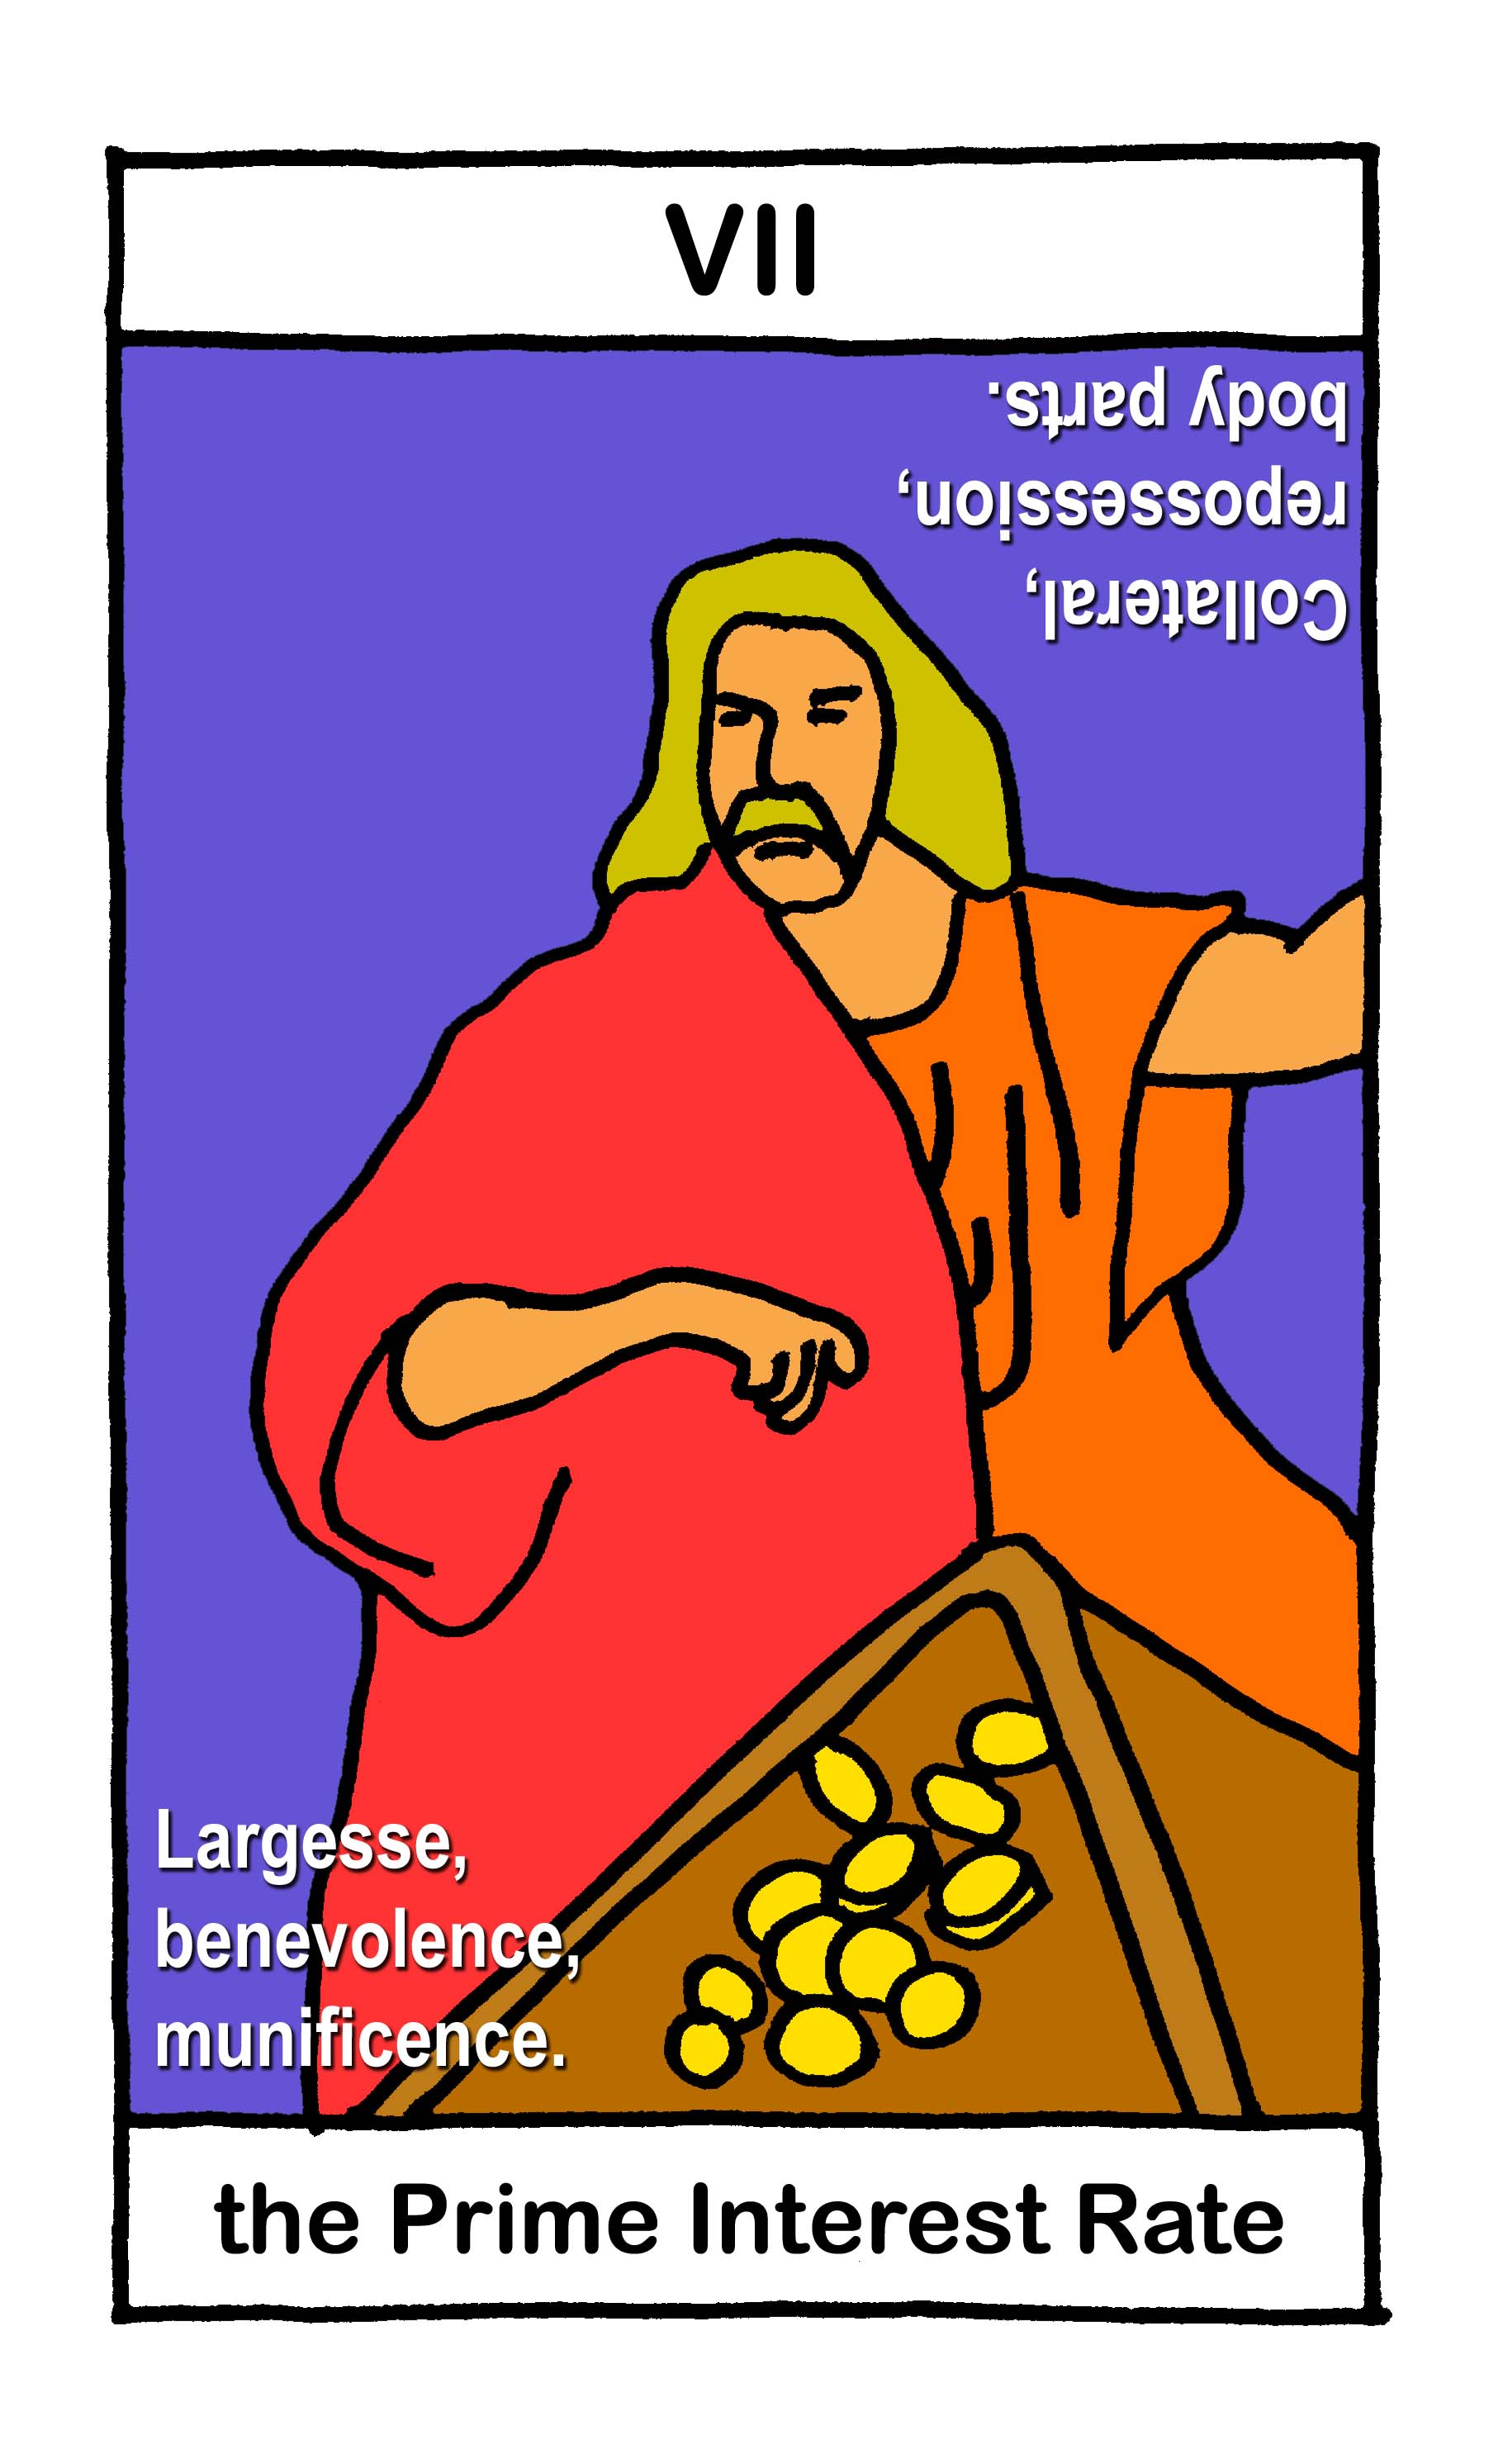 VII
Collateral,
repossession,
body parts.
Largesse,
benevolence,
munificence.
the Prime Interest Rate